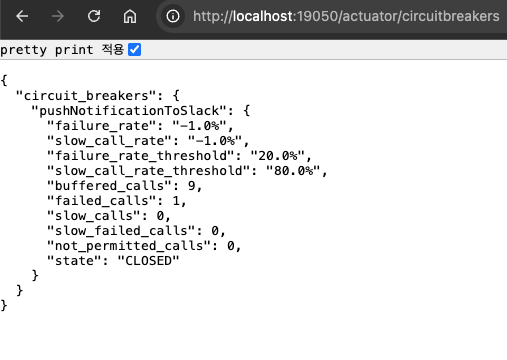 http://localhost:19050/actuator/circuitbreakers
pretty print 적용
{
  "circuit_breakers": {
    "pushNotificationToSlack": {
      "failure_rate": "-1.0%",
      "slow_call_rate": "-1.0%",
      "failure_rate_threshold": "20.0%",
      "slow_call_rate_threshold": "80.0%",
      "buffered_calls": 9,
      "failed_calls": 1,
      "slow_calls": 0,
      "slow_failed_calls": 0,
      "not_permitted_calls": 0,
      "state": "CLOSED"
    }
  }
}